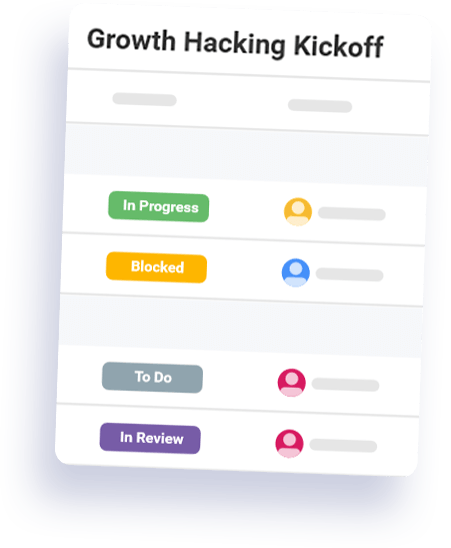 Growth Hacking Kickoff
In Progress
Blocked
To Do
In Review